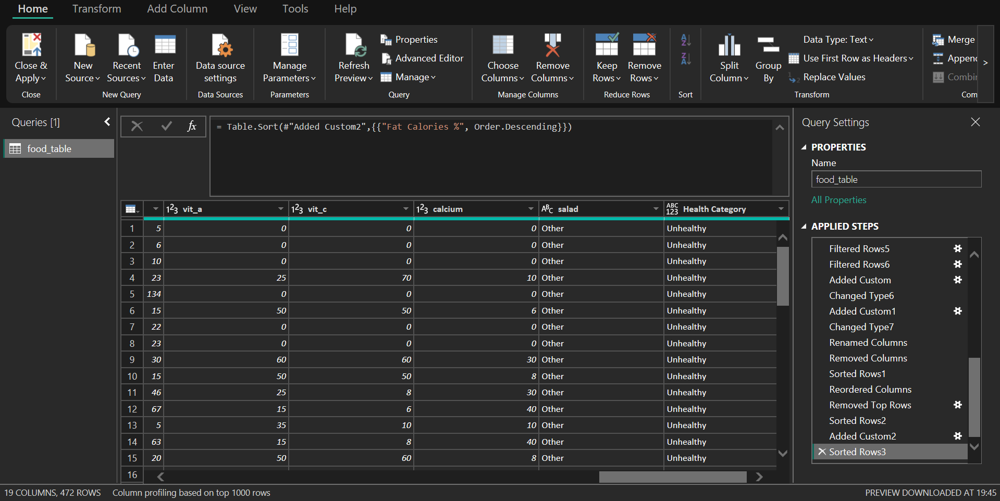 Home Transform Add Column View Tools Help
Close & Apply
New Source
Recent Sources
Enter Data
Data source settings
Manage Parameters
Refresh Preview
Properties
Advanced Editor
Manage
Choose Columns
Remove Columns
Keep Rows
Remove Rows
Split Column
Group By
Data Type: Text
Use First Row as Headers
Replace Values
Merge
Appen
Combi
Close New Query Data Sources Parameters Query Manage Columns Reduce Rows Sort Transform Com
Queries [1]
food_table
fx
= Table.Sort(#"Added Custom2",{{"Fat Calories %", Order.Descending}})
123 vit_a 123 vit_c 123 calcium ABC salad ABC 123 Health Category
1 5 0 0 0 Other Unhealthy
2 6 0 0 0 Other Unhealthy
3 10 0 0 0 Other Unhealthy
4 23 25 70 10 Other Unhealthy
5 134 0 0 0 Other Unhealthy
6 15 50 50 6 Other Unhealthy
7 22 0 0 0 Other Unhealthy
8 23 0 0 0 Other Unhealthy
9 30 60 60 30 Other Unhealthy
10 15 50 50 8 Other Unhealthy
11 46 25 8 30 Other Unhealthy
12 67 15 6 40 Other Unhealthy
13 5 35 10 10 Other Unhealthy
14 63 15 8 40 Other Unhealthy
15 20 50 60 8 Other Unhealthy
16
Query Settings
PROPERTIES
Name
food_table
All Properties
APPLIED STEPS
Filtered Rows5
Filtered Rows6
Added Custom
Changed Type6
Added Custom1
Changed Type7
Renamed Columns
Removed Columns
Sorted Rows1
Reordered Columns
Removed Top Rows
Sorted Rows2
Added Custom2
Sorted Rows3
19 COLUMNS, 472 ROWS Column profiling based on top 1000 rows PREVIEW DOWNLOADED AT 19:45